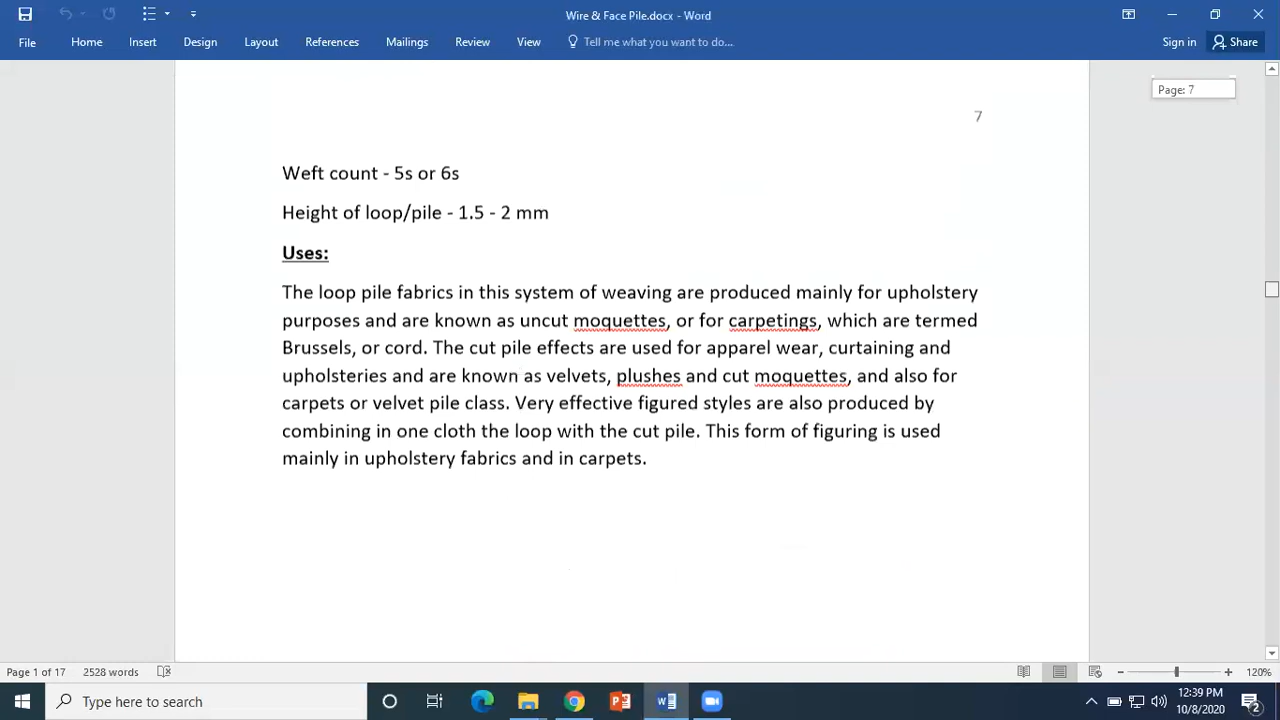 Wire & Face Pile.docx - Word
File Home Insert Design Layout References Mailings Review View Tell me what you want to do... Sign in Share
Page: 7
7
Weft count - 5s or 6s
Height of loop/pile - 1.5 - 2 mm
Uses:
The loop pile fabrics in this system of weaving are produced mainly for upholstery
purposes and are known as uncut moquettes, or for carpetings, which are termed
Brussels, or cord. The cut pile effects are used for apparel wear, curtaining and
upholsteries and are known as velvets, plushes and cut moquettes, and also for
carpets or velvet pile class. Very effective figured styles are also produced by
combining in one cloth the loop with the cut pile. This form of figuring is used
mainly in upholstery fabrics and in carpets.
Page 1 of 17 2528 words 120%
Type here to search
12:39 PM
10/8/2020
2